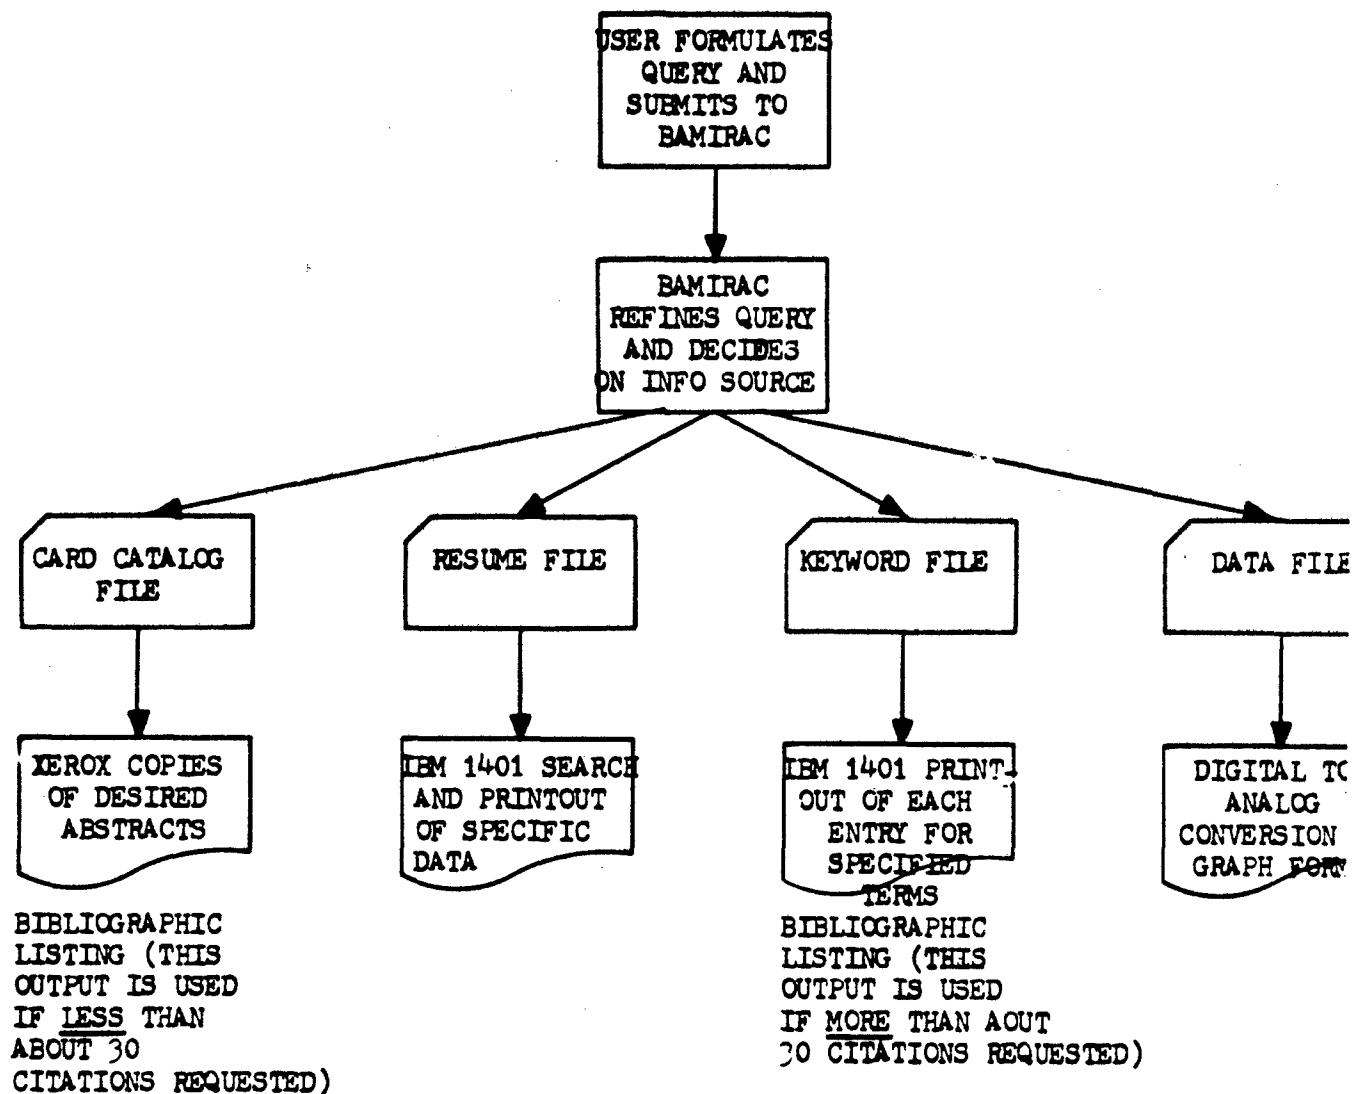 USER FORMULATES
QUERY AND
SUBMITS TO
BAMIRAC
BAMIRAC
REFINES QUERY
AND DECIDES
ON INFO SOURCE
CARD CATALOG
FILE
RESUME FILE
KEYWORD FILE
DATA FILE
XEROX COPIES
OF DESIRED
ABSTRACTS
IBM 1401 SEARCH
AND PRINTOUT
OF SPECIFIC
DATA
IBM 1401 PRINT-
OUT OF EACH
ENTRY FOR
SPECIFIED
TERMS
DIGITAL TO
ANALOG
CONVERSION
GRAPH FORM
BIBLIOGRAPHIC
LISTING (THIS
OUTPUT IS USED
IF LESS THAN
ABOUT 30
CITATIONS REQUESTED)
BIBLIOGRAPHIC
LISTING (THIS
OUTPUT IS USED
IF MORE THAN AOUT
30 CITATIONS REQUESTED)